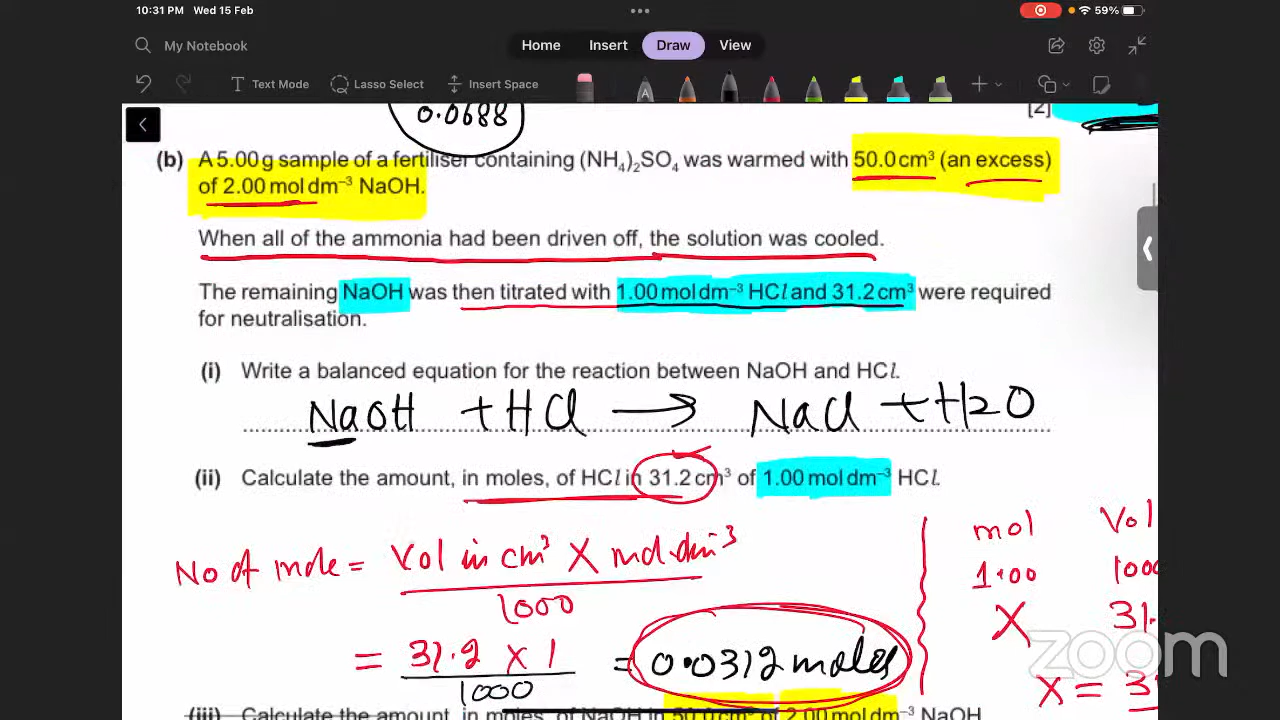 10:31 PM Wed 15 Feb
59%
My Notebook
Home Insert Draw View
Text Mode Lasso Select Insert Space
0.0688
[2]
(b) A 5.00 g sample of a fertiliser containing (NH₄)₂SO₄ was warmed with 50.0 cm³ (an excess)
of 2.00 mol dm⁻³ NaOH.
When all of the ammonia had been driven off, the solution was cooled.
The remaining NaOH was then titrated with 1.00 mol dm⁻³ HCl and 31.2 cm³ were required
for neutralisation.
(i) Write a balanced equation for the reaction between NaOH and HCl.
NaOH + HCl → NaCl + H2O
(ii) Calculate the amount, in moles, of HCl in 31.2 cm³ of 1.00 mol dm⁻³ HCl.
mol Vol
No of mole = Vol in cm³ X mol.dm⁻³
1.00 1000
1000
X 31.
zoom
= 31.2 X 1 = 0.0312 moles
1000
X = 3
(iii) Calculate the amount, in moles, of NaOH in 50.0 cm³ of 2.00 mol dm⁻³ NaOH